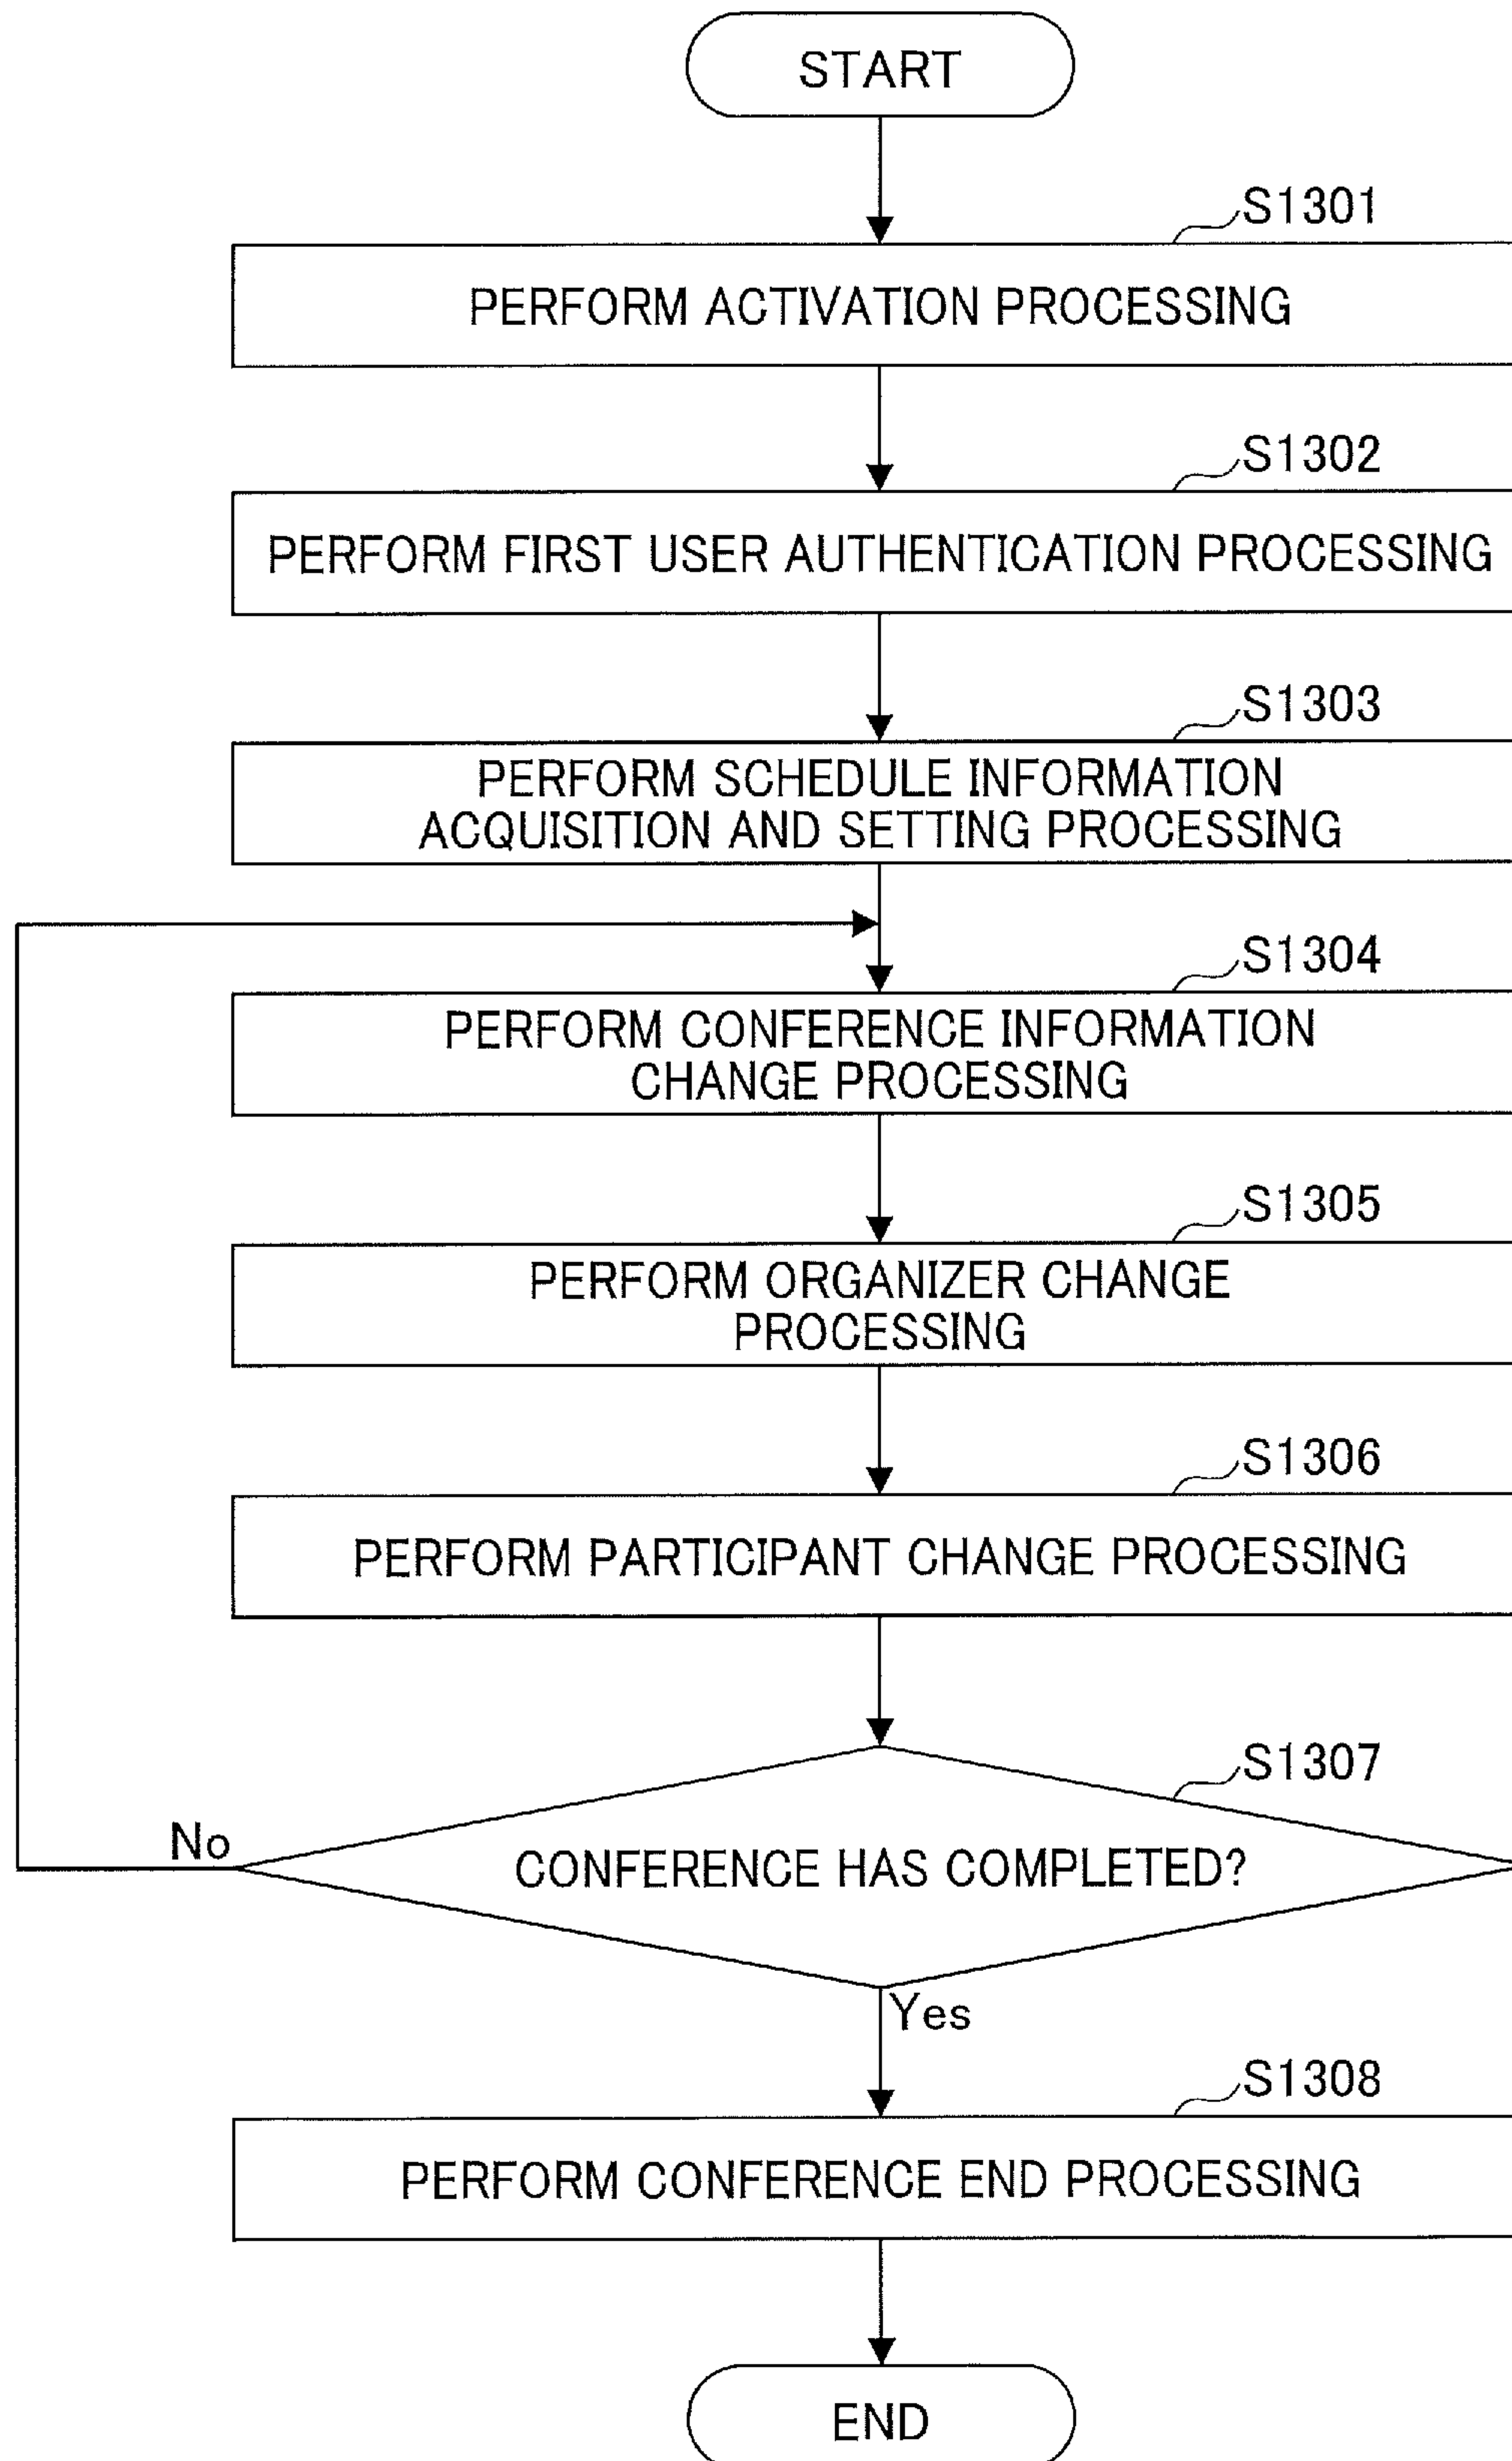 START
S1301
PERFORM ACTIVATION PROCESSING
S1302
PERFORM FIRST USER AUTHENTICATION PROCESSING
S1303
PERFORM SCHEDULE INFORMATION
ACQUISITION AND SETTING PROCESSING
S1304
PERFORM CONFERENCE INFORMATION
CHANGE PROCESSING
S1305
PERFORM ORGANIZER CHANGE
PROCESSING
S1306
PERFORM PARTICIPANT CHANGE PROCESSING
S1307
No
CONFERENCE HAS COMPLETED?
Yes
S1308
PERFORM CONFERENCE END PROCESSING
END